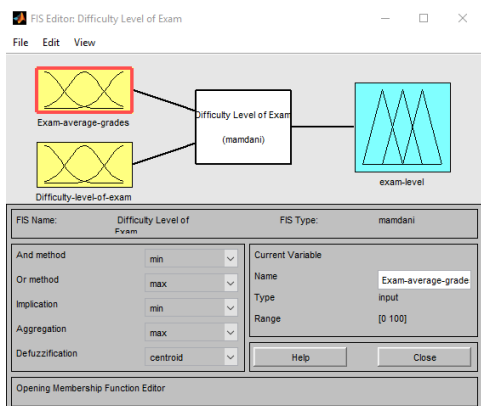 FIS Editor: Difficulty Level of Exam
File Edit View
Exam-average-grades
Difficulty-level-of-exam
Difficulty Level of Exam
(mamdani)
exam-level
FIS Name: Difficulty Level of
Exam
FIS Type: mamdani
And method min
Or method max
Implication min
Aggregation max
Defuzzification centroid
Current Variable
Name Exam-average-grade
Type input
Range [0 100]
Help Close
Opening Membership Function Editor